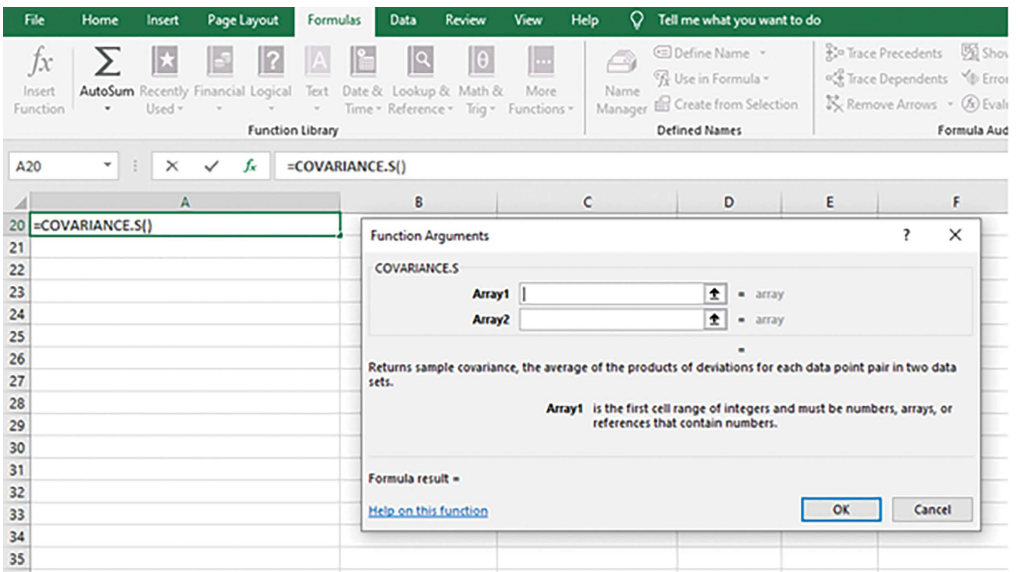 File Home Insert Page Layout Formulas Data Review View Help Tell me what you want to do
fx Σ ? A θ
Define Name Trace Precedents Show
Use in Formula Trace Dependents Error
Insert AutoSum Recently Financial Logical Text Date & Lookup & Math & More Name Create from Selection Remove Arrows Evalu
Function Used Time Reference Trig Functions Manager
Function Library Defined Names Formula Aud
A20 fx =COVARIANCE.S()
A B C D E F
20 =COVARIANCE.S()
21 Function Arguments ? X
22 COVARIANCE.S
23 Array1 = array
24 Array2 = array
25 =
26 Returns sample covariance, the average of the products of deviations for each data point pair in two data
27 sets.
28 Array1 is the first cell range of integers and must be numbers, arrays, or
29 references that contain numbers.
30
31 Formula result =
32
33 Help on this function OK Cancel
34
35